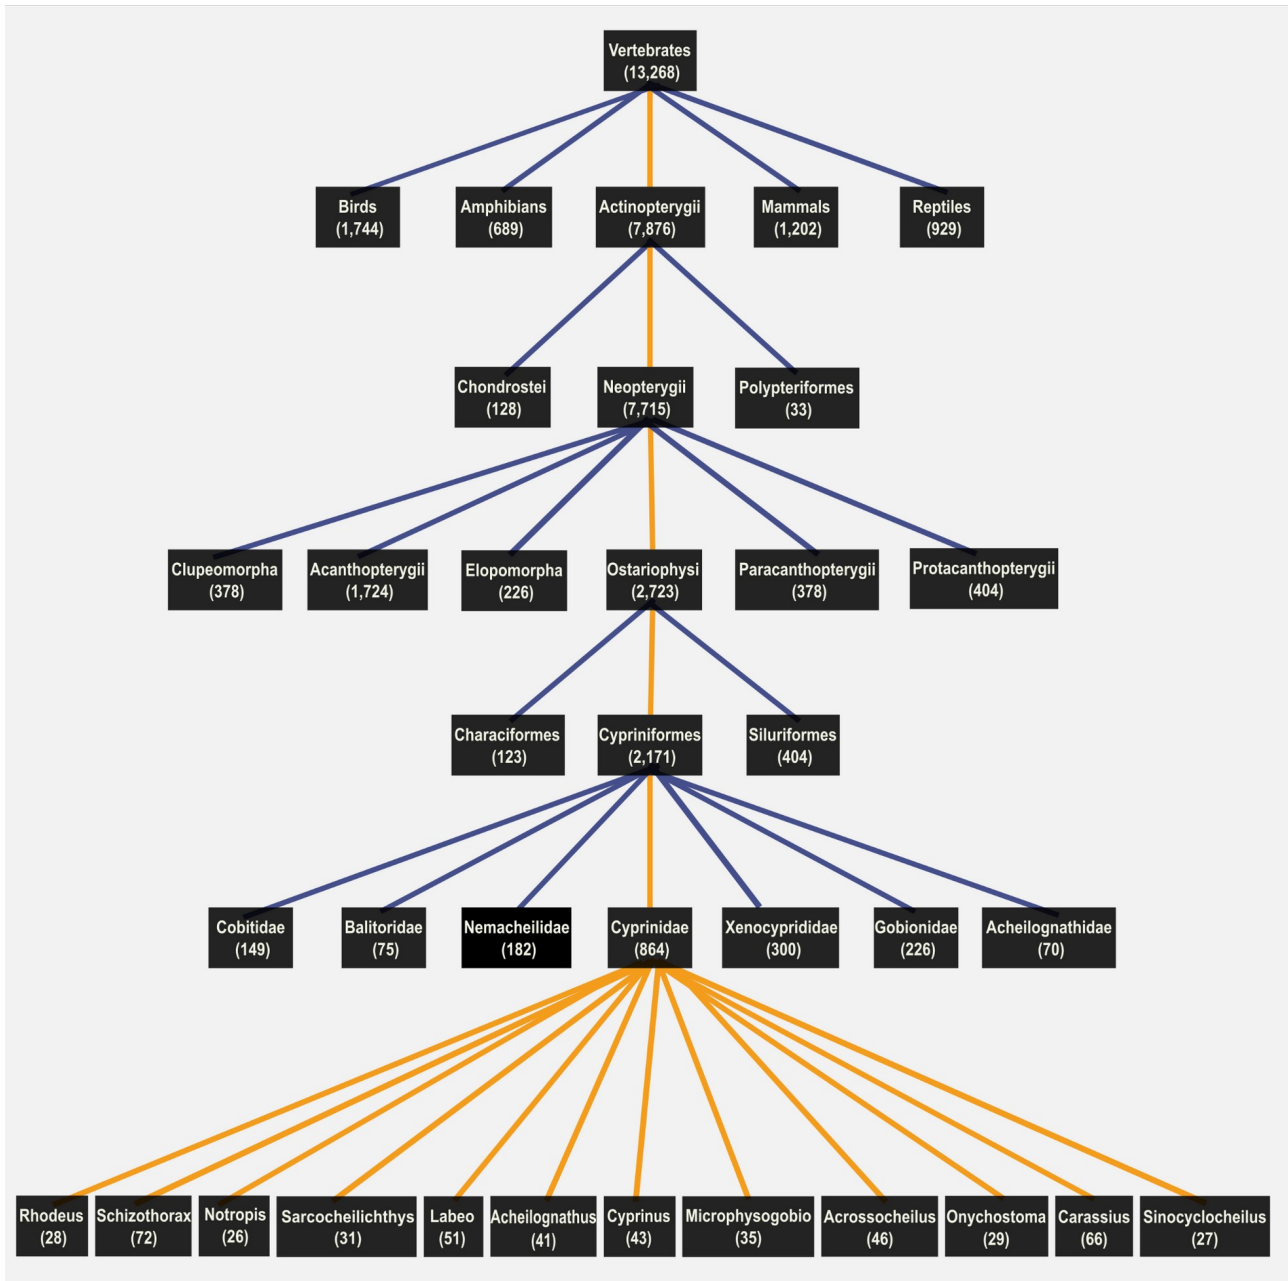 Vertebrates
(13,268)
Birds
(1,744)
Amphibians
(689)
Actinopterygii
(7,876)
Mammals
(1,202)
Reptiles
(929)
Chondrostei
(128)
Neopterygii
(7,715)
Polypteriformes
(33)
Clupeomorpha
(378)
Acanthopterygii
(1,724)
Elopomorpha
(226)
Ostariophysi
(2,723)
Paracanthopterygii
(378)
Protacanthopterygii
(404)
Characiformes
(123)
Cypriniformes
(2,171)
Siluriformes
(404)
Cobitidae
(149)
Balitoridae
(75)
Nemacheilidae
(182)
Cyprinidae
(864)
Xenocyprididae
(300)
Gobionidae
(226)
Acheilognathidae
(70)
Rhodeus
(28)
Schizothorax
(72)
Notropis
(26)
Sarcocheilichthys
(31)
Labeo
(51)
Acheilognathus
(41)
Cyprinus
(43)
Microphysogobio
(35)
Acrossocheilus
(46)
Onychostoma
(29)
Carassius
(66)
Sinocyclocheilus
(27)